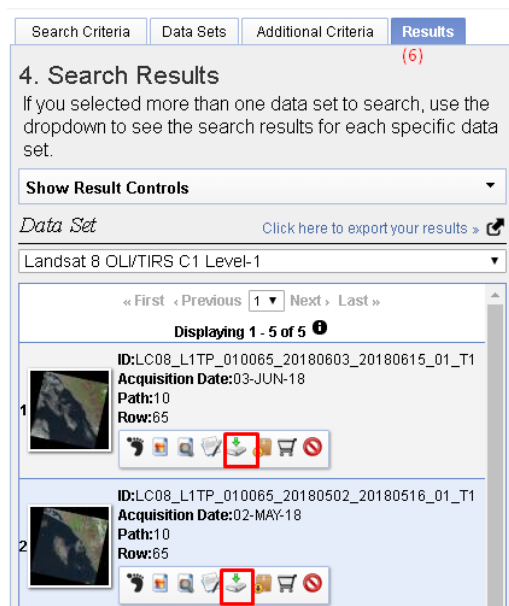 Search Criteria Data Sets Additional Criteria Results
(6)
4. Search Results
If you selected more than one data set to search, use the
dropdown to see the search results for each specific data
set.
Show Result Controls
Data Set Click here to export your results »
Landsat 8 OLI/TIRS C1 Level-1
« First ‹ Previous 1 Next › Last »
Displaying 1 - 5 of 5
ID:LC08_L1TP_010065_20180603_20180615_01_T1
Acquisition Date:03-JUN-18
Path:10
1
Row:65
ID:LC08_L1TP_010065_20180502_20180516_01_T1
Acquisition Date:02-MAY-18
Path:10
2
Row:65